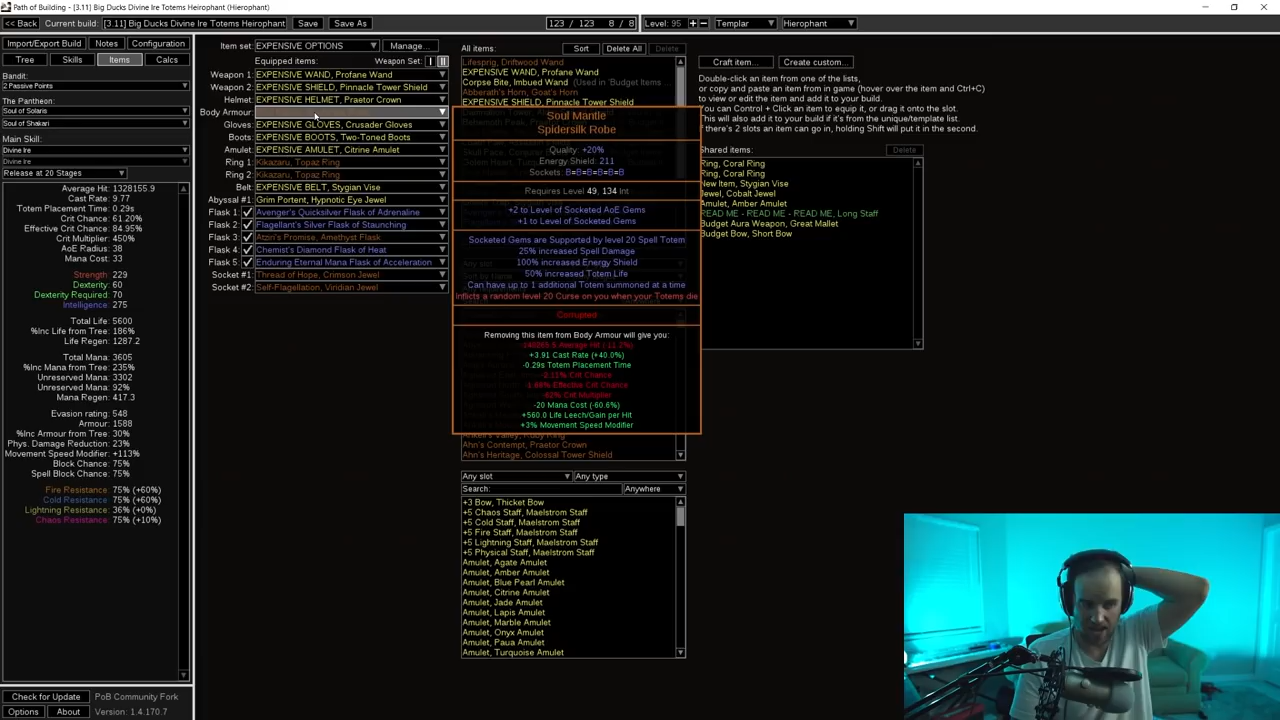 Path of Building
<< Back
Current build:
[3.11] Big Ducks Divine Ire Totems Heirophant (Hierophant)
Save
Save As
123 / 123 8 / 8
Level: 95
Templar
Hierophant
Import/Export Build
Notes
Configuration
Tree
Skills
Items
Calcs
Bandit:
2 Passive Points
The Pantheon:
Soul of Solaris
Soul of Shakari
Main Skill:
Divine Ire
Divine Ire
Release at 20 Stages
Average Hit: 1328155.9
Cast Rate: 9.77
Totem Placement Time: 0.29s
Crit Chance: 61.20%
Effective Crit Chance: 84.95%
Crit Multiplier: 450%
AoE Radius: 38
Mana Cost: 33
Strength: 229
Dexterity: 60
Dexterity Required: 70
Intelligence: 275
Total Life: 5600
%Inc Life from Tree: 186%
Life Regen: 1287.2
Total Mana: 3605
%Inc Mana from Tree: 235%
Unreserved Mana: 3302
Unreserved Mana: 92%
Mana Regen: 417.3
Evasion rating: 548
Armour: 1588
%Inc Armour from Tree: 30%
Phys. Damage Reduction: 23%
Movement Speed Modifier: +113%
Block Chance: 75%
Spell Block Chance: 75%
Fire Resistance: 75% (+60%)
Cold Resistance: 75% (+60%)
Lightning Resistance: 36% (+0%)
Chaos Resistance: 75% (+10%)
Check for Update
PoB Community Fork
Options
About
Version: 1.4.170.7
Item set:
EXPENSIVE OPTIONS
Manage...
Equipped items:
Weapon Set: I II
Weapon 1: EXPENSIVE WAND, Profane Wand
Weapon 2: EXPENSIVE SHIELD, Pinnacle Tower Shield
Helmet: EXPENSIVE HELMET, Praetor Crown
Body Armour:
Gloves: EXPENSIVE GLOVES, Crusader Gloves
Boots: EXPENSIVE BOOTS, Two-Toned Boots
Amulet: EXPENSIVE AMULET, Citrine Amulet
Ring 1: Kikazaru, Topaz Ring
Ring 2: Kikazaru, Topaz Ring
Belt: EXPENSIVE BELT, Stygian Vise
Abyssal #1: Grim Portent, Hypnotic Eye Jewel
Flask 1: Avenger's Quicksilver Flask of Adrenaline
Flask 2: Flagellant's Silver Flask of Staunching
Flask 3: Atziri's Promise, Amethyst Flask
Flask 4: Chemist's Diamond Flask of Heat
Flask 5: Enduring Eternal Mana Flask of Acceleration
Socket #1: Thread of Hope, Crimson Jewel
Socket #2: Self-Flagellation, Viridian Jewel
All items:
Sort
Delete All
Delete
Lifesprig, Driftwood Wand
EXPENSIVE WAND, Profane Wand
Corpse Bite, Imbued Wand (Used in 'Budget Items
Abberath's Horn, Goat's Horn
EXPENSIVE SHIELD, Pinnacle Tower Shield
Soul Mantle
Spidersilk Robe
Quality: +20%
Energy Shield: 211
Sockets: B=B=B=B=B=B
Requires Level 49, 134 Int
+2 to Level of Socketed AoE Gems
+1 to Level of Socketed Gems
Socketed Gems are Supported by level 20 Spell Totem
25% increased Spell Damage
100% increased Energy Shield
50% increased Totem Life
Can have up to 1 additional Totem summoned at a time
Inflicts a random level 20 Curse on you when your Totems die
Corrupted
Removing this item from Body Armour will give you:
+3.91 Cast Rate (+40.0%)
-0.29s Totem Placement Time
-2.11% Crit Chance
-1.66% Effective Crit Chance
-62% Crit Multiplier
-20 Mana Cost (-60.6%)
+560.0 Life Leech/Gain per Hit
+3% Movement Speed Modifier
Ahn's Contempt, Praetor Crown
Ahn's Heritage, Colossal Tower Shield
Any slot
Any type
Search:
Anywhere
+3 Bow, Thicket Bow
+5 Chaos Staff, Maelstrom Staff
+5 Cold Staff, Maelstrom Staff
+5 Fire Staff, Maelstrom Staff
+5 Lightning Staff, Maelstrom Staff
+5 Physical Staff, Maelstrom Staff
Amulet, Agate Amulet
Amulet, Amber Amulet
Amulet, Blue Pearl Amulet
Amulet, Citrine Amulet
Amulet, Coral Amulet
Amulet, Jade Amulet
Amulet, Lapis Amulet
Amulet, Marble Amulet
Amulet, Onyx Amulet
Amulet, Paua Amulet
Amulet, Turquoise Amulet
Craft item...
Create custom...
Double-click an item from one of the lists,
or copy and paste an item from in game (hover over the item and Ctrl+C)
to view or edit the item and add it to your build.
You can Control + Click an item to equip it, or drag it onto the slot.
This will also add it to your build if it's from the unique/template list.
If there's 2 slots an item can go in, holding Shift will put it in the second.
Shared items:
Delete
Ring, Coral Ring
Ring, Coral Ring
New Item, Stygian Vise
Jewel, Cobalt Jewel
Amulet, Amber Amulet
READ ME - READ ME - READ ME, Long Staff
Budget Aura Weapon, Great Mallet
Budget Bow, Short Bow